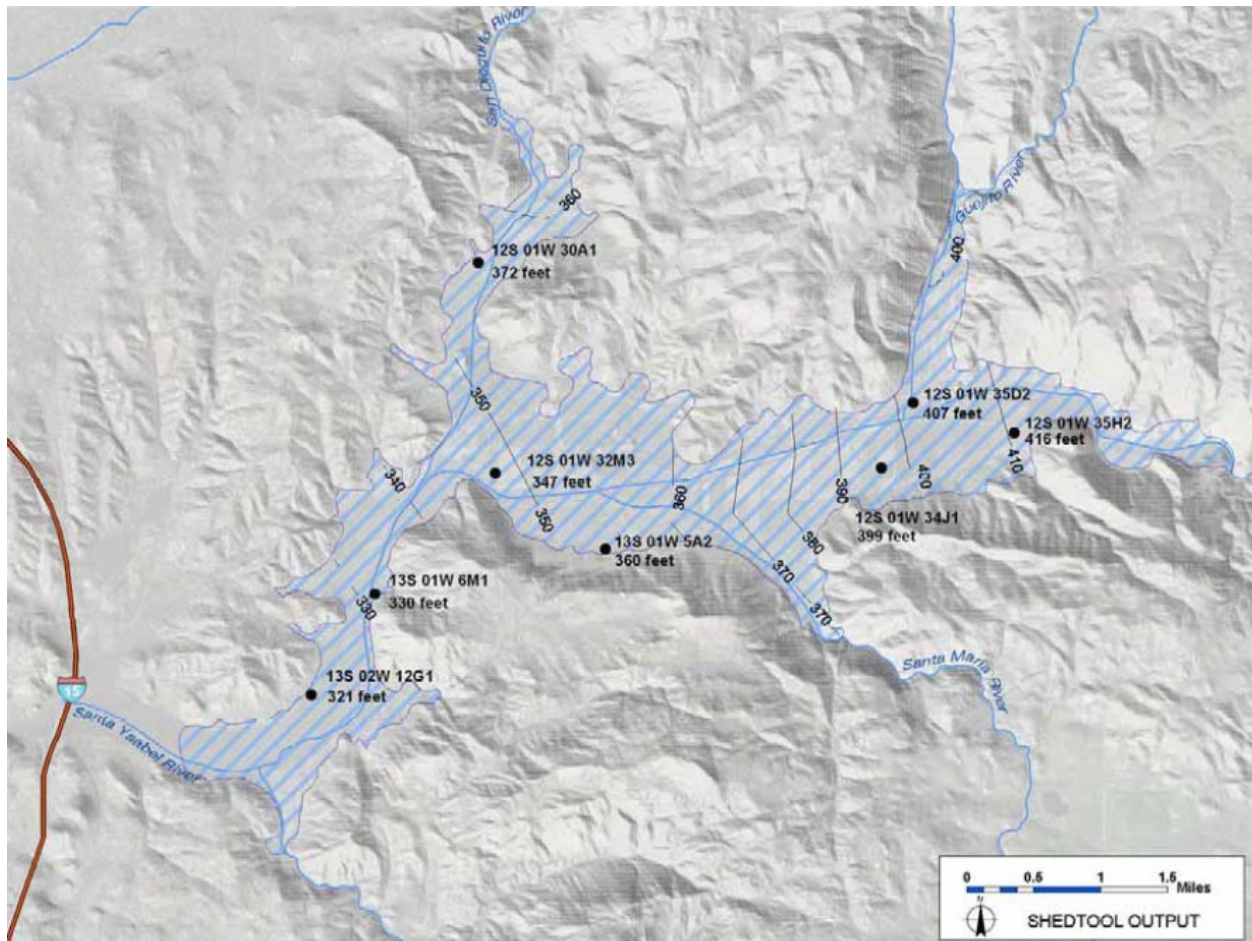 San Dieguito River
Guejito River
360
400
12S 01W 30A1
372 feet
350
12S 01W 35D2
407 feet
12S 01W 35H2
416 feet
410
12S 01W 32M3
347 feet
340
360
390
400
350
12S 01W 34J1
399 feet
380
13S 01W 5A2
360 feet
370
370
13S 01W 6M1
330 feet
330
Santa Maria River
13S 02W 12G1
321 feet
15
Santa Ysabel River
0 0.5 1 1.5
Miles
SHEDTOOL OUTPUT